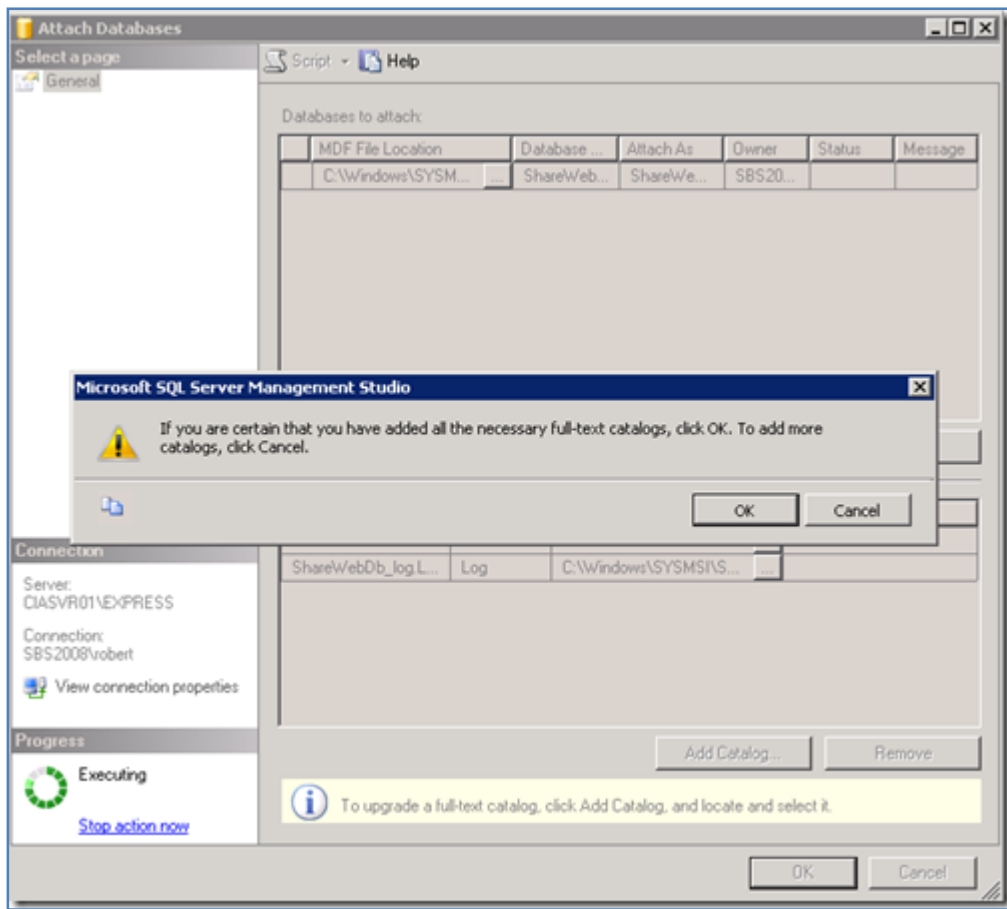 Attach Databases
Select a page
General
Script
Help
Databases to attach:
MDF File Location Database ... Attach As Owner Status Message
C:\Windows\SYSM... ... ShareWeb... ShareWe... SBS20...
Microsoft SQL Server Management Studio
If you are certain that you have added all the necessary full-text catalogs, click OK. To add more
catalogs, click Cancel.
OK Cancel
ShareWebDb_log.L... Log C:\Windows\SYSMSI\S... ...
Connection
Server:
CIASVR01\EXPRESS
Connection:
SBS2008\robert
View connection properties
Progress
Executing
Stop action now
Add Catalog... Remove
To upgrade a full-text catalog, click Add Catalog, and locate and select it.
OK Cancel